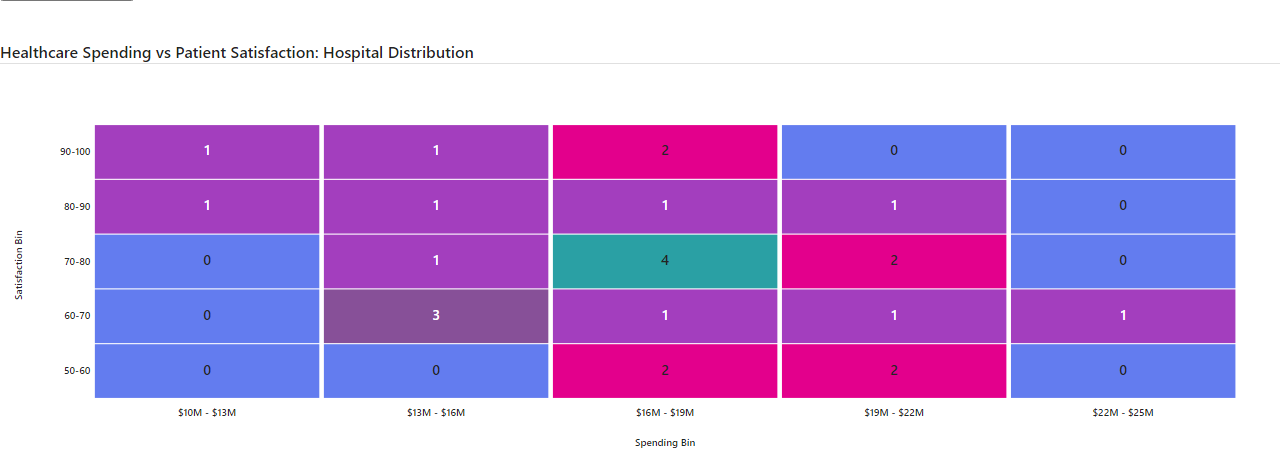 Healthcare Spending vs Patient Satisfaction: Hospital Distribution
90-100 1 1 2 0 0
80-90 1 1 1 1 0
Satisfaction Bin
70-80 0 1 4 2 0
60-70 0 3 1 1 1
50-60 0 0 2 2 0
$10M - $13M $13M - $16M $16M - $19M $19M - $22M $22M - $25M
Spending Bin